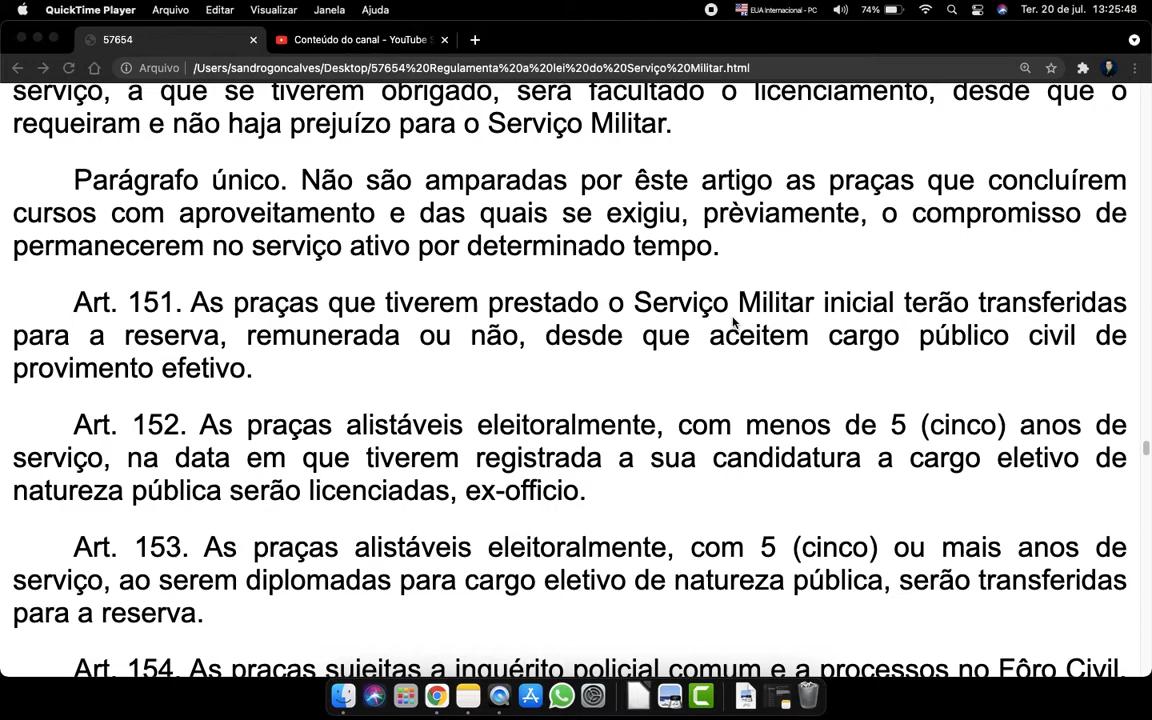 QuickTime Player Arquivo Editar Visualizar Janela Ajuda EUA Internacional - PC 74% Ter. 20 de jul. 13:25:48
57654 Conteúdo do canal - YouTube
Arquivo /Users/sandrogoncalves/Desktop/57654%20Regulamenta%20a%20lei%20do%20Serviço%20Militar.html
serviço, a que se tiverem obrigado, será facultado o licenciamento, desde que o
requeiram e não haja prejuízo para o Serviço Militar.
Parágrafo único. Não são amparadas por êste artigo as praças que concluírem
cursos com aproveitamento e das quais se exigiu, prèviamente, o compromisso de
permanecerem no serviço ativo por determinado tempo.
Art. 151. As praças que tiverem prestado o Serviço Militar inicial terão transferidas
para a reserva, remunerada ou não, desde que aceitem cargo público civil de
provimento efetivo.
Art. 152. As praças alistáveis eleitoralmente, com menos de 5 (cinco) anos de
serviço, na data em que tiverem registrada a sua candidatura a cargo eletivo de
natureza pública serão licenciadas, ex-officio.
Art. 153. As praças alistáveis eleitoralmente, com 5 (cinco) ou mais anos de
serviço, ao serem diplomadas para cargo eletivo de natureza pública, serão transferidas
para a reserva.
Art. 154. As praças sujeitas a inquérito policial comum e a processos no Fôro Civil,